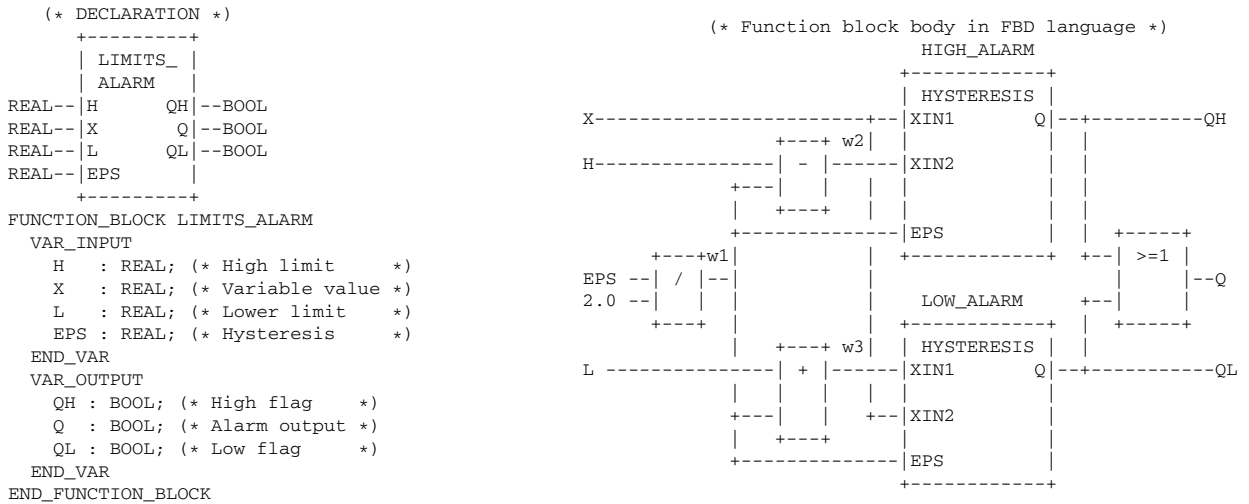 (* DECLARATION *)
+---------+
| LIMITS_ |
| ALARM |
REAL--|H QH|--BOOL
REAL--|X Q|--BOOL
REAL--|L QL|--BOOL
REAL--|EPS |
+---------+
FUNCTION_BLOCK LIMITS_ALARM
VAR_INPUT
H : REAL; (* High limit *)
X : REAL; (* Variable value *)
L : REAL; (* Lower limit *)
EPS : REAL; (* Hysteresis *)
END_VAR
VAR_OUTPUT
QH : BOOL; (* High flag *)
Q : BOOL; (* Alarm output *)
QL : BOOL; (* Low flag *)
END_VAR
END_FUNCTION_BLOCK
(* Function block body in FBD language *)
HIGH_ALARM
+------------+
| HYSTERESIS |
X------------------------+--|XIN1 Q|--+----------QH
+----+ w2| | | |
H----------------| - |------|XIN2 | |
+---| | | | | |
| +----+ | | | |
+--------------|EPS | | +------+
+----+w1| | +------------+ +--| >=1 |
EPS --| / |--| | | |--Q
2.0 --| | | | LOW_ALARM +--| |
+----+ | | +------------+ | +------+
| +----+ w3| | HYSTERESIS | |
L ---------------| + |------|XIN1 Q|--+-----------QL
| | | | | |
+---| | +--|XIN2 |
| +----+ | |
+--------------|EPS |
+------------+